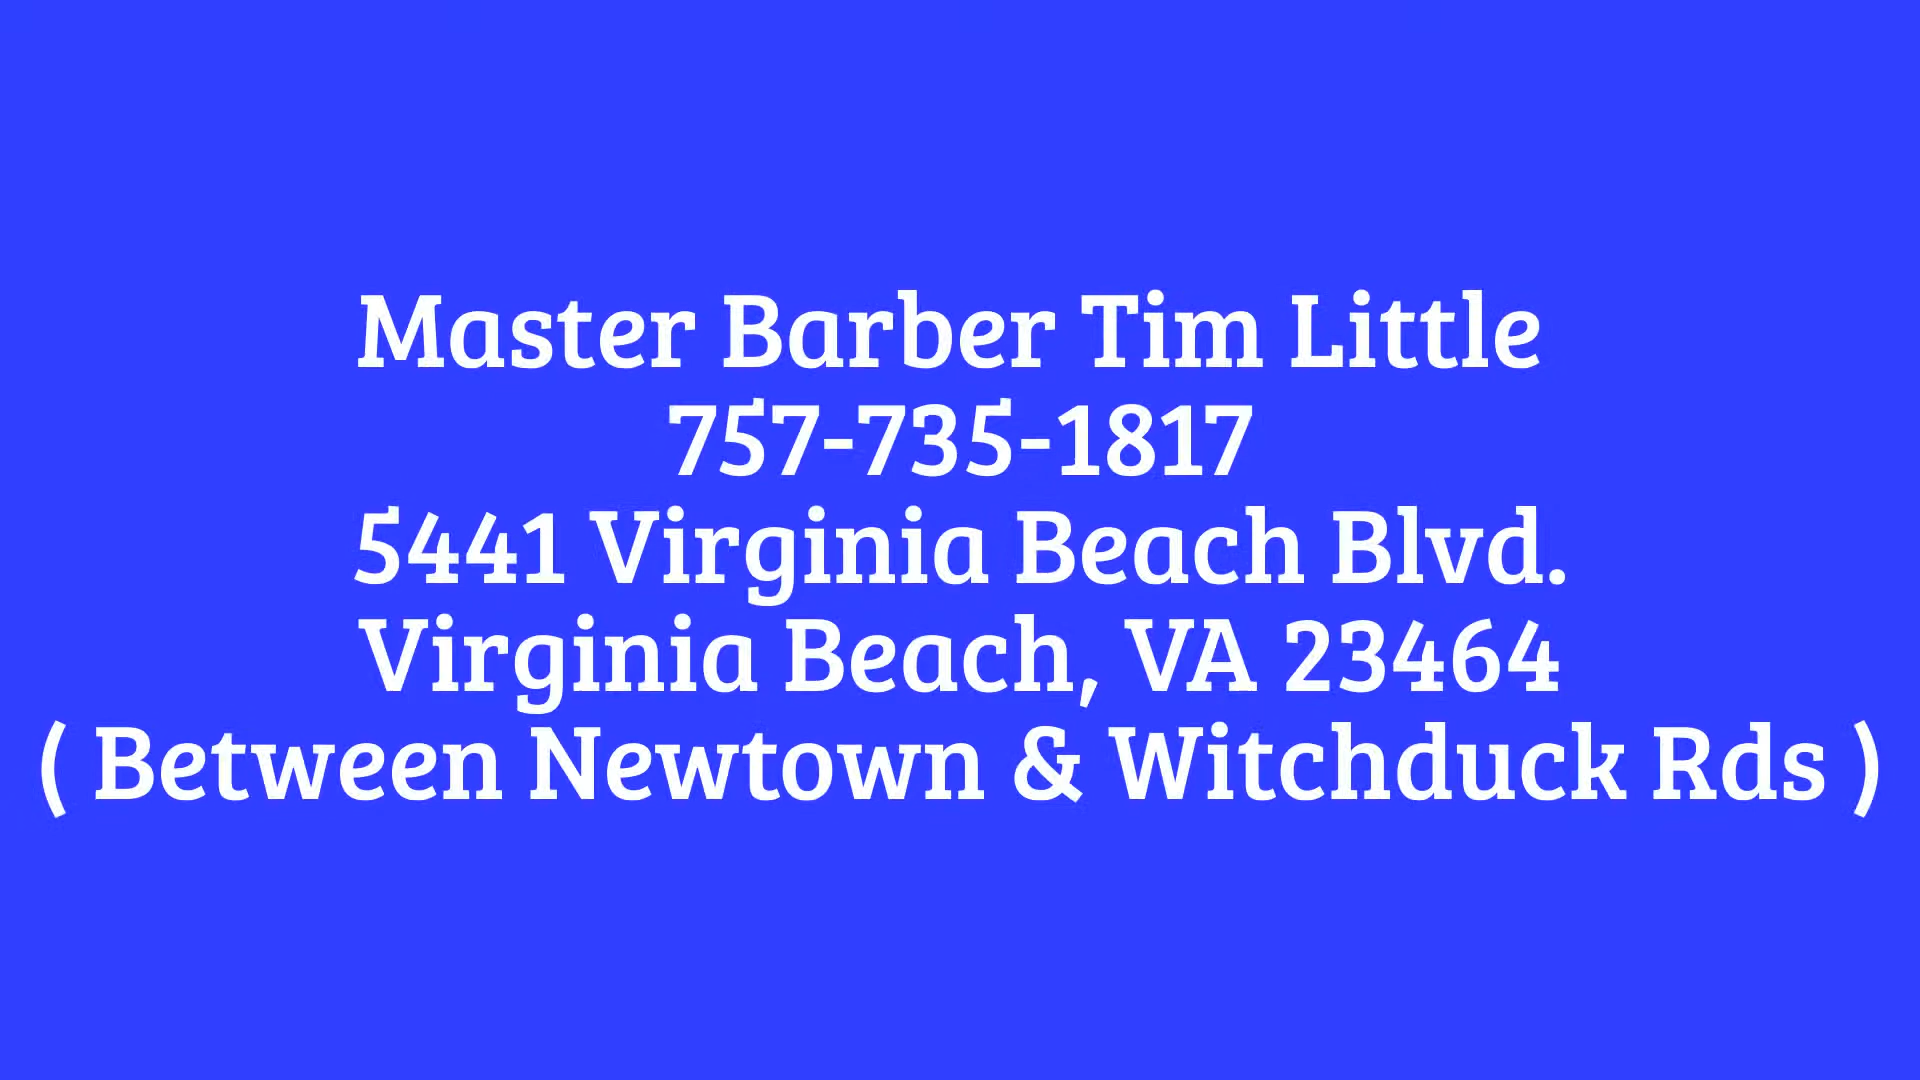 Master Barber Tim Little
757-735-1817
5441 Virginia Beach Blvd.
Virginia Beach, VA 23464
( Between Newtown & Witchduck Rds )